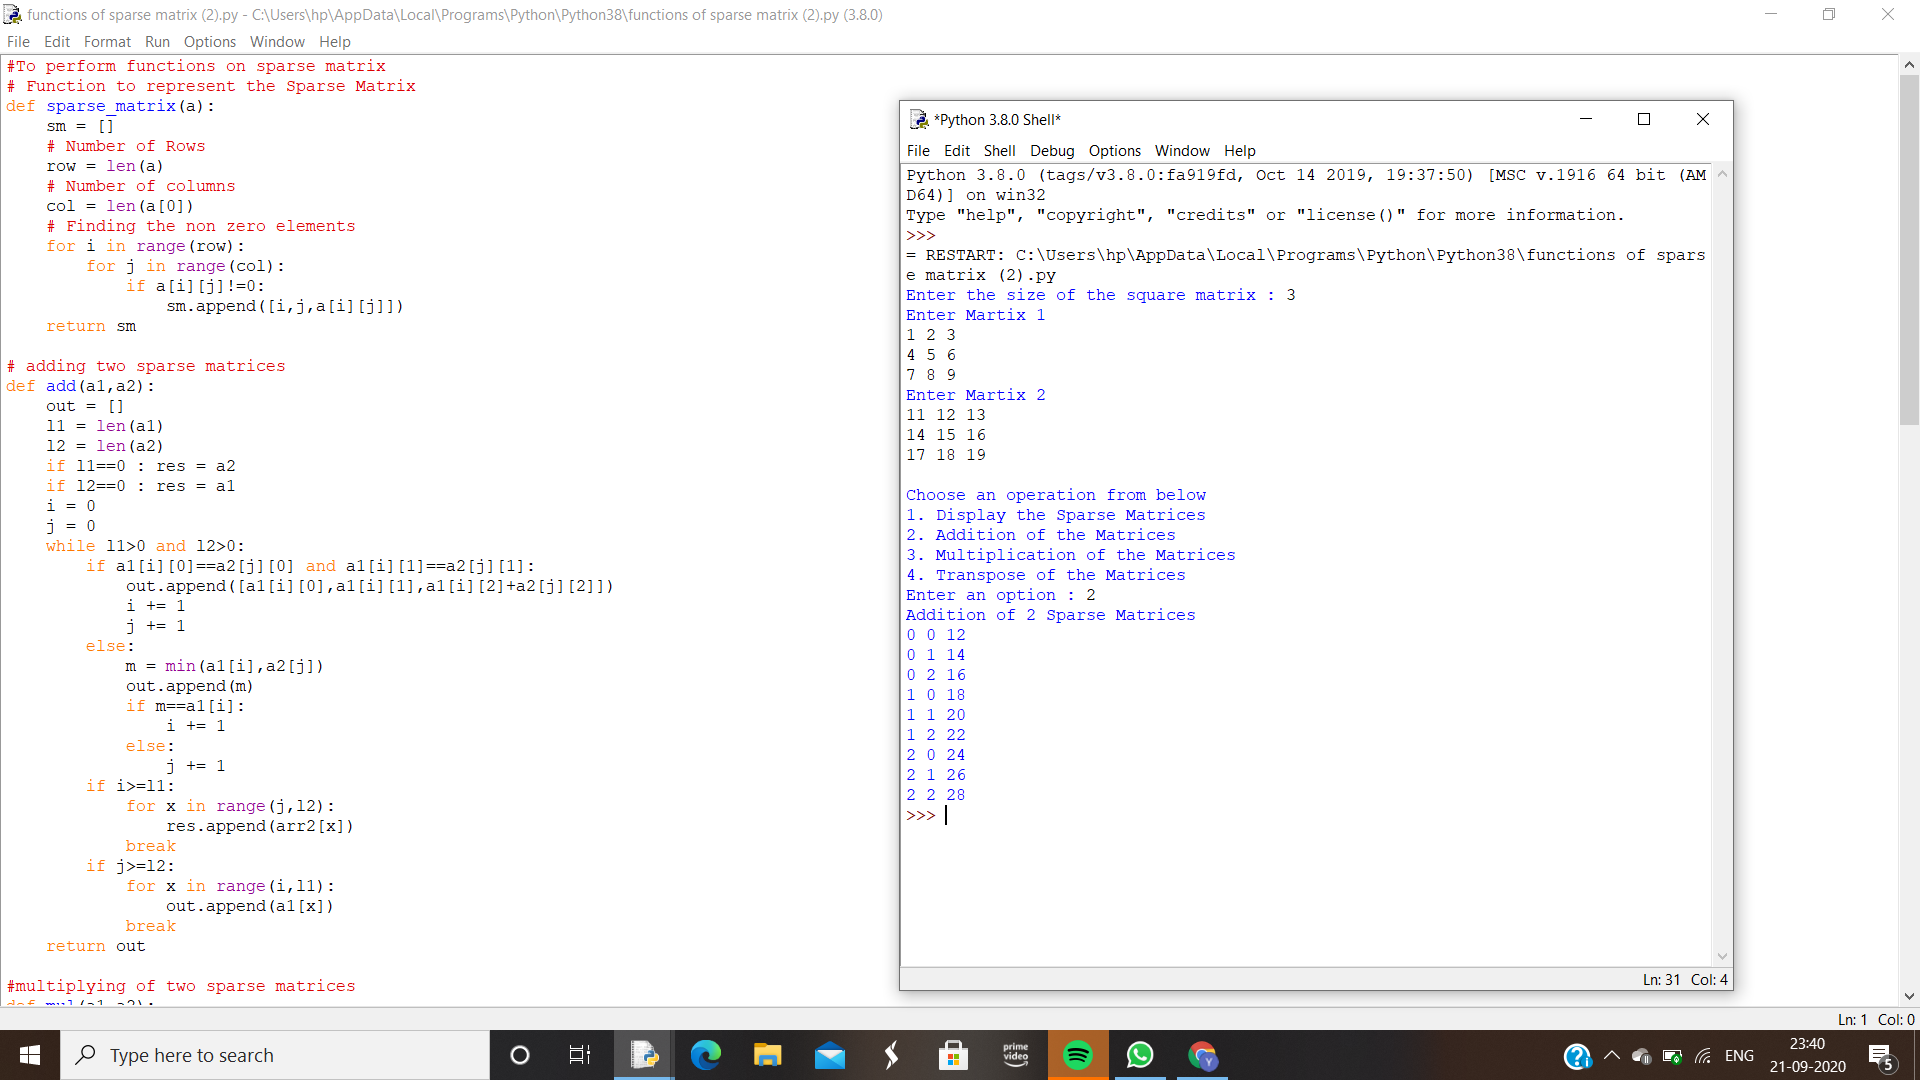 functions of sparse matrix (2).py - C:\Users\hp\AppData\Local\Programs\Python\Python38\functions of sparse matrix (2).py (3.8.0)
File Edit Format Run Options Window Help
#To perform functions on sparse matrix
# Function to represent the Sparse Matrix
def sparse_matrix(a):
    sm = []
    # Number of Rows
    row = len(a)
    # Number of columns
    col = len(a[0])
    # Finding the non zero elements
    for i in range(row):
        for j in range(col):
            if a[i][j]!=0:
                sm.append([i,j,a[i][j]])
    return sm

# adding two sparse matrices
def add(a1,a2):
    out = []
    l1 = len(a1)
    l2 = len(a2)
    if l1==0 : res = a2
    if l2==0 : res = a1
    i = 0
    j = 0
    while l1>0 and l2>0:
        if a1[i][0]==a2[j][0] and a1[i][1]==a2[j][1]:
            out.append([a1[i][0],a1[i][1],a1[i][2]+a2[j][2]])
            i += 1
            j += 1
        else:
            m = min(a1[i],a2[j])
            out.append(m)
            if m==a1[i]:
                i += 1
            else:
                j += 1
        if i>=l1:
            for x in range(j,l2):
                res.append(arr2[x])
            break
        if j>=l2:
            for x in range(i,l1):
                out.append(a1[x])
            break
    return out

#multiplying of two sparse matrices
def mul(a1,a2):
*Python 3.8.0 Shell*
File Edit Shell Debug Options Window Help
Python 3.8.0 (tags/v3.8.0:fa919fd, Oct 14 2019, 19:37:50) [MSC v.1916 64 bit (AM
D64)] on win32
Type "help", "copyright", "credits" or "license()" for more information.
>>>
= RESTART: C:\Users\hp\AppData\Local\Programs\Python\Python38\functions of spars
e matrix (2).py
Enter the size of the square matrix : 3
Enter Martix 1
1 2 3
4 5 6
7 8 9
Enter Martix 2
11 12 13
14 15 16
17 18 19

Choose an operation from below
1. Display the Sparse Matrices
2. Addition of the Matrices
3. Multiplication of the Matrices
4. Transpose of the Matrices
Enter an option : 2
Addition of 2 Sparse Matrices
0 0 12
0 1 14
0 2 16
1 0 18
1 1 20
1 2 22
2 0 24
2 1 26
2 2 28
>>>
Ln: 31 Col: 4
Ln: 1 Col: 0
Type here to search
prime
video
Y
ENG
23:40
21-09-2020
5